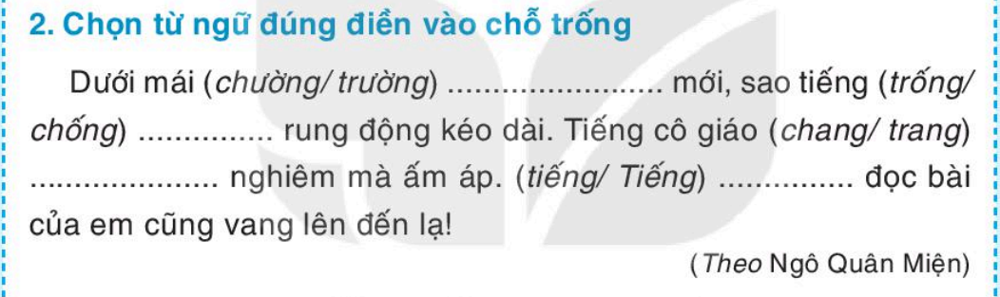 2. Chọn từ ngữ đúng điền vào chỗ trống
Dưới mái (chường/ trường) ........................ mới, sao tiếng (trống/
chống) ............... rung động kéo dài. Tiếng cô giáo (chang/ trang)
..................... nghiêm mà ấm áp. (tiếng/ Tiếng) ............... đọc bài
của em cũng vang lên đến lạ!
(Theo Ngô Quân Miện)